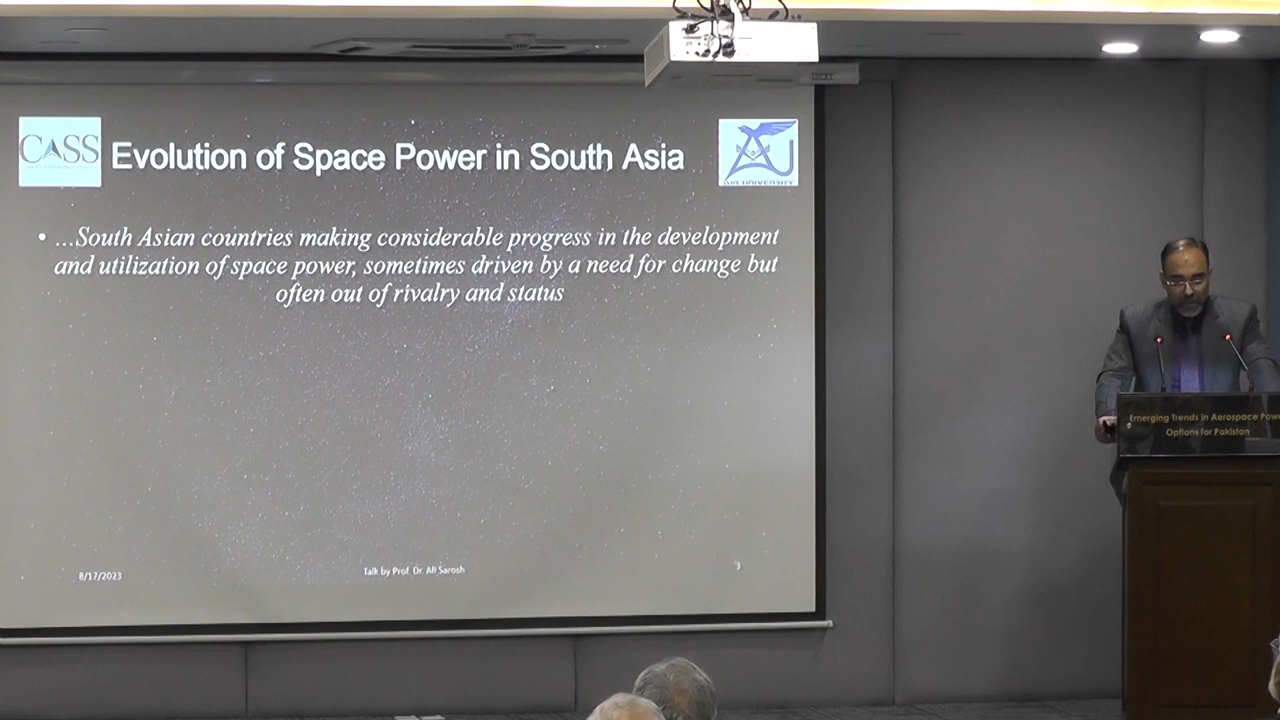 CASS
Evolution of Space Power in South Asia
AIR UNIVERSITY
• ...South Asian countries making considerable progress in the development
and utilization of space power, sometimes driven by a need for change but
often out of rivalry and status
8/17/2023
Talk by Prof. Dr. Ali Sarosh
3
Emerging Trends in Aerospace Pow
Options for Pakistan